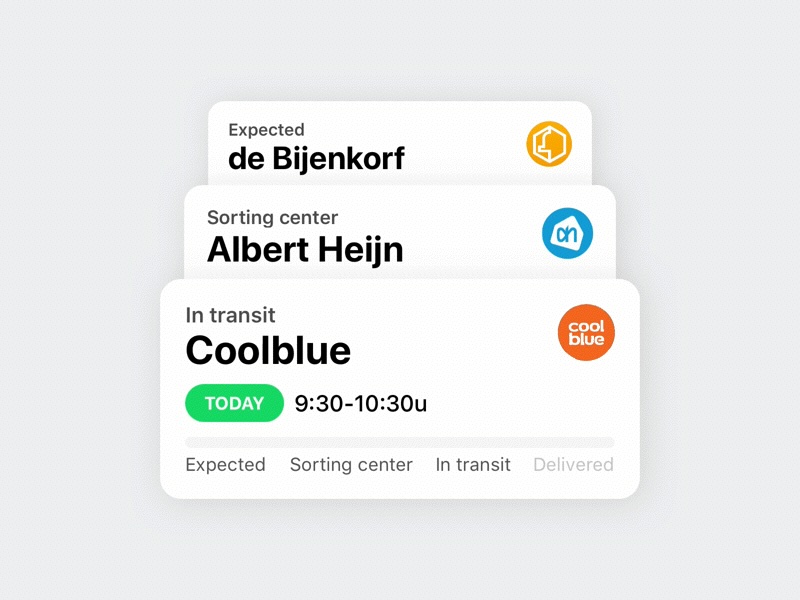 Expected
de Bijenkorf
Sorting center
Albert Heijn
ah
In transit
Coolblue
cool
blue
TODAY 9:30-10:30u
Expected Sorting center In transit Delivered